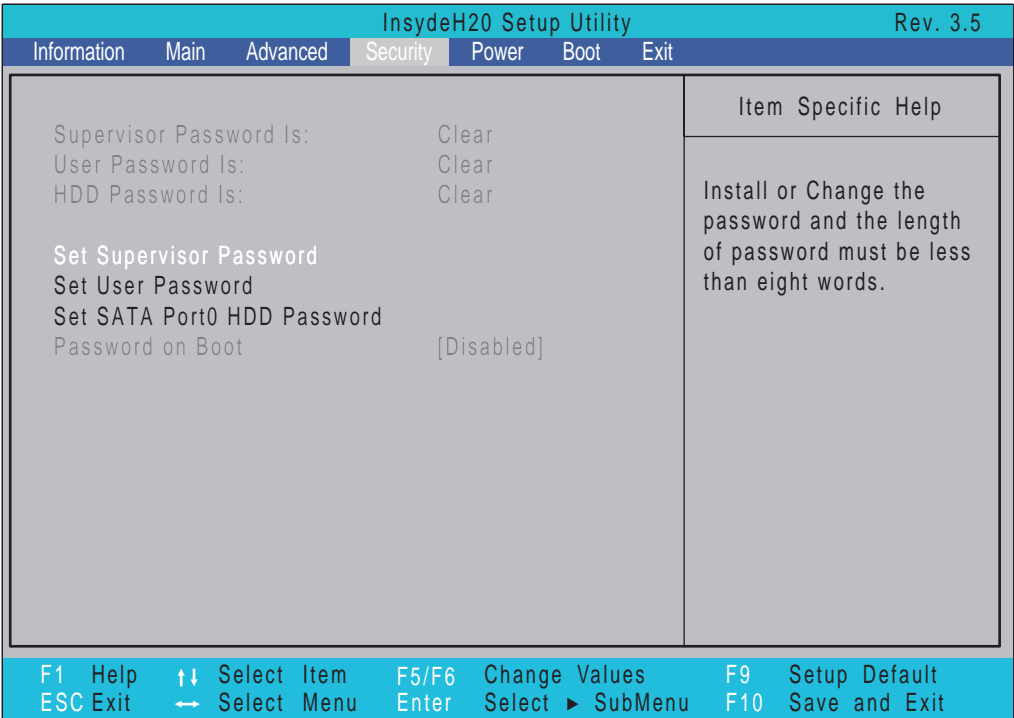 InsydeH20 Setup Utility Rev. 3.5
Information Main Advanced Security Power Boot Exit
Item Specific Help
Supervisor Password Is: Clear
User Password Is: Clear
HDD Password Is: Clear
Set Supervisor Password
Set User Password
Set SATA Port0 HDD Password
Password on Boot [Disabled]
Install or Change the
password and the length
of password must be less
than eight words.
F1 Help ↑↓ Select Item F5/F6 Change Values F9 Setup Default
ESC Exit ↔ Select Menu Enter Select ► SubMenu F10 Save and Exit